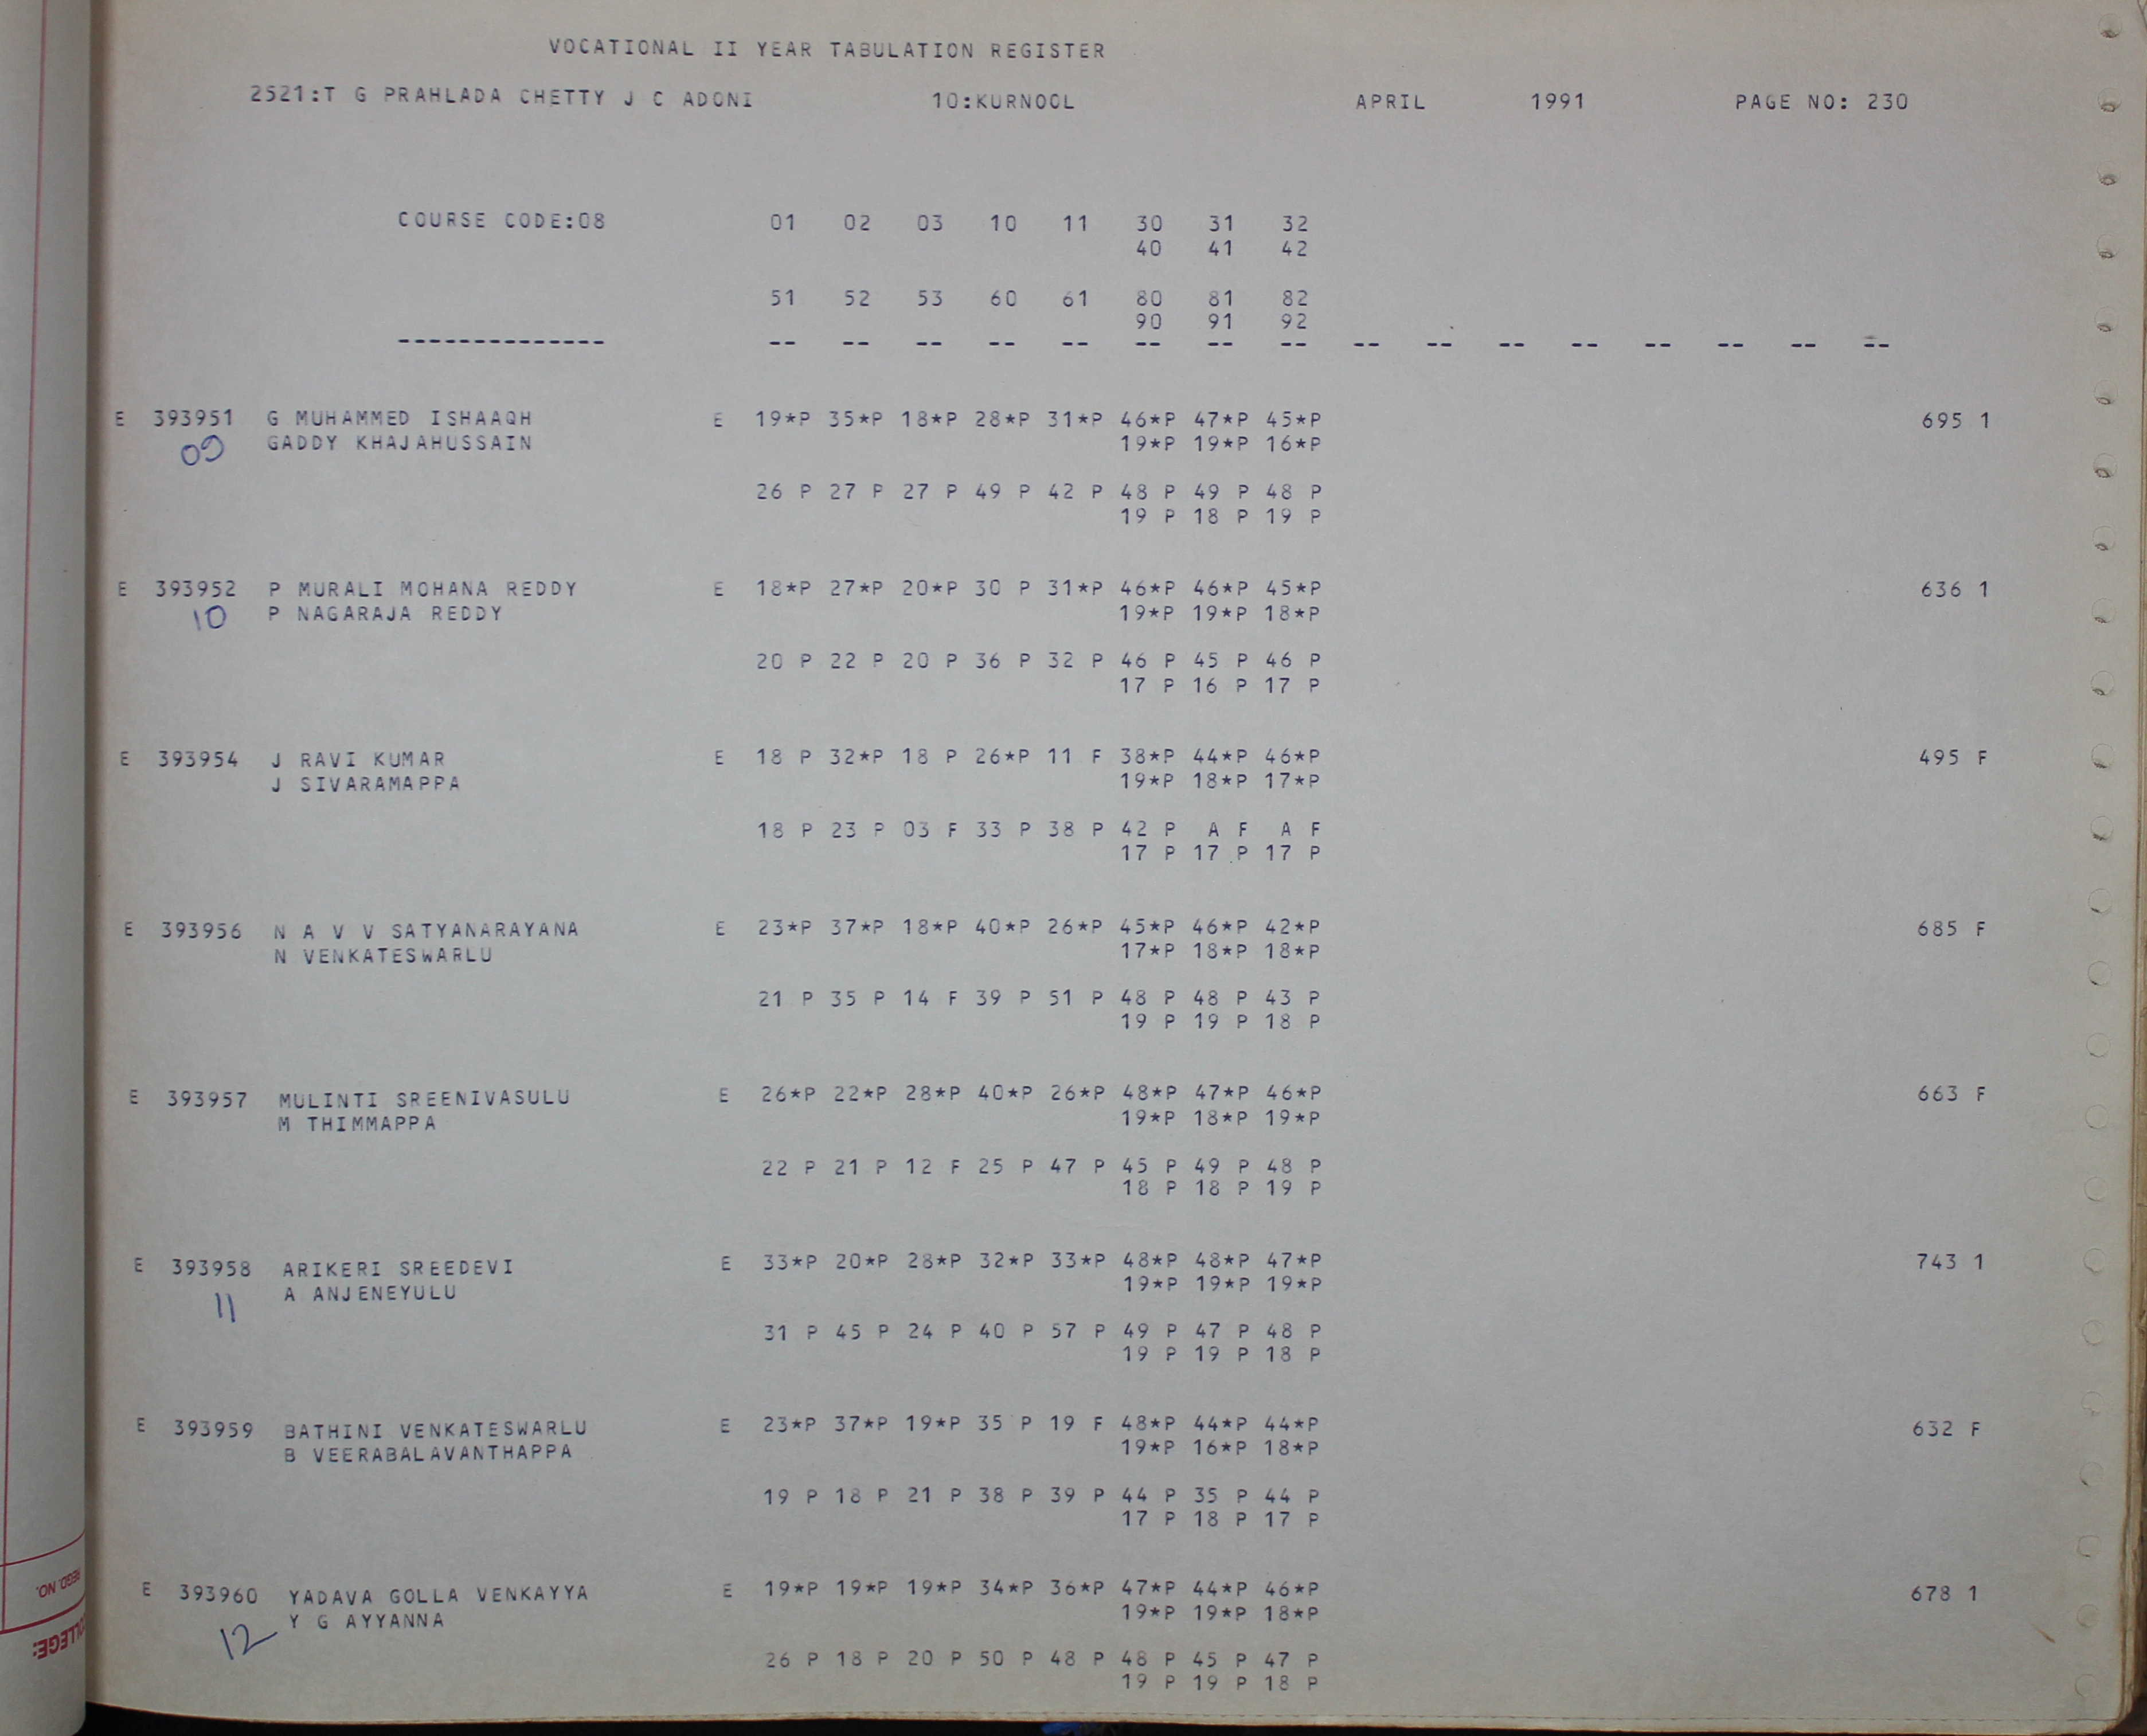 VOCATIONAL II YEAR TABULATION REGISTER
2521:T G PRAHLADA CHETTY J C ADONI 10:KURNOOL APRIL 1991 PAGE NO: 230
COURSE CODE:08 01 02 03 10 11 30 31 32
40 41 42
51 52 53 60 61 80 81 82
90 91 92
-------------- -- -- -- -- -- -- -- -- -- -- -- -- -- -- -- --
E 393951 G MUHAMMED ISHAAQH E 19*P 35*P 18*P 28*P 31*P 46*P 47*P 45*P 695 1
09 GADDY KHAJAHUSSAIN 19*P 19*P 16*P
26 P 27 P 27 P 49 P 42 P 48 P 49 P 48 P
19 P 18 P 19 P
E 393952 P MURALI MOHANA REDDY E 18*P 27*P 20*P 30 P 31*P 46*P 46*P 45*P 636 1
10 P NAGARAJA REDDY 19*P 19*P 18*P
20 P 22 P 20 P 36 P 32 P 46 P 45 P 46 P
17 P 16 P 17 P
E 393954 J RAVI KUMAR E 18 P 32*P 18 P 26*P 11 F 38*P 44*P 46*P 495 F
J SIVARAMAPPA 19*P 18*P 17*P
18 P 23 P 03 F 33 P 38 P 42 P A F A F
17 P 17 P 17 P
E 393956 N A V V SATYANARAYANA E 23*P 37*P 18*P 40*P 26*P 45*P 46*P 42*P 685 F
N VENKATESWARLU 17*P 18*P 18*P
21 P 35 P 14 F 39 P 51 P 48 P 48 P 43 P
19 P 19 P 18 P
E 393957 MULINTI SREENIVASULU E 26*P 22*P 28*P 40*P 26*P 48*P 47*P 46*P 663 F
M THIMMAPPA 19*P 18*P 19*P
22 P 21 P 12 F 25 P 47 P 45 P 49 P 48 P
18 P 18 P 19 P
E 393958 ARIKERI SREEDEVI E 33*P 20*P 28*P 32*P 33*P 48*P 48*P 47*P 743 1
11 A ANJENEYULU 19*P 19*P 19*P
31 P 45 P 24 P 40 P 57 P 49 P 47 P 48 P
19 P 19 P 18 P
E 393959 BATHINI VENKATESWARLU E 23*P 37*P 19*P 35 P 19 F 48*P 44*P 44*P 632 F
B VEERABALAVANTHAPPA 19*P 16*P 18*P
19 P 18 P 21 P 38 P 39 P 44 P 35 P 44 P
17 P 18 P 17 P
E 393960 YADAVA GOLLA VENKAYYA E 19*P 19*P 19*P 34*P 36*P 47*P 44*P 46*P 678 1
12 Y G AYYANNA 19*P 19*P 18*P
26 P 18 P 20 P 50 P 48 P 48 P 45 P 47 P
19 P 19 P 18 P
REGD. NO.